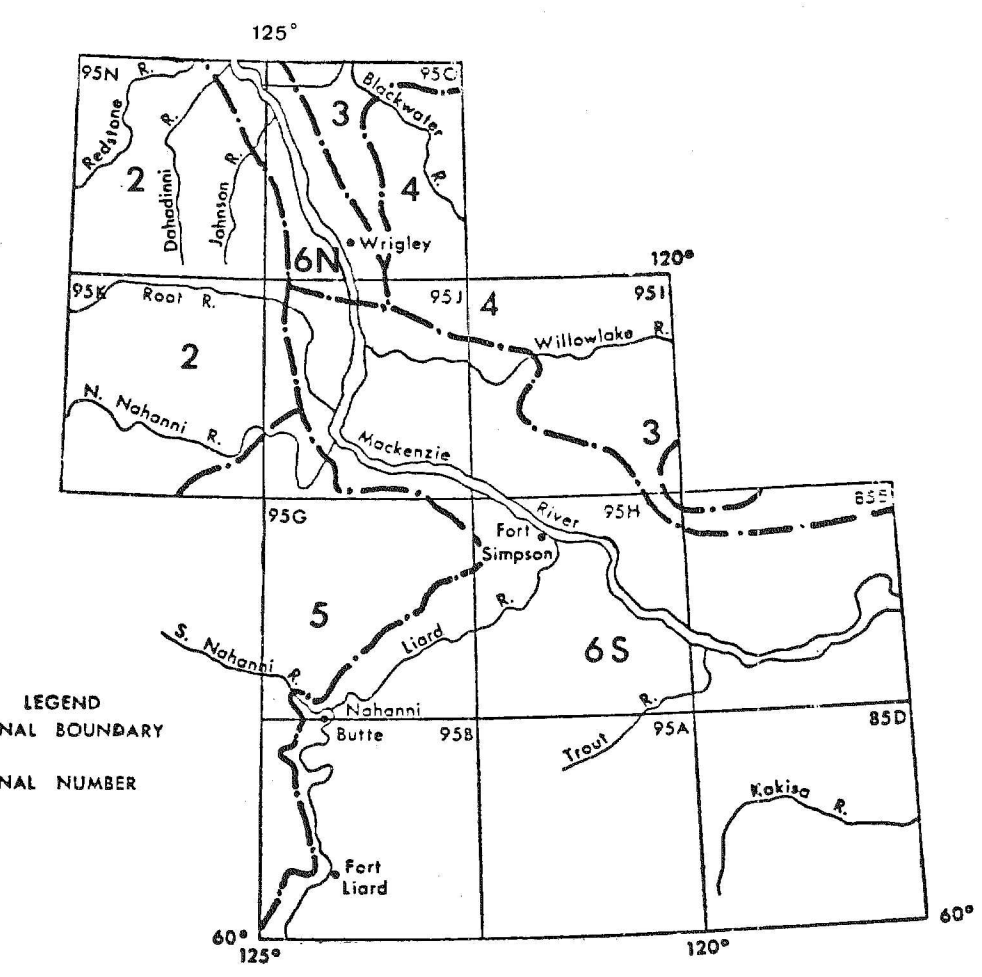 125°
95N
R.
95O
Blackwater
R.
Redstone
R.
3
2
Dahadinni
Johnson
R.
4
Wrigley
6N
120°
95K
Root R.
95J
4
95I
Willowlake R.
2
N. Nahanni R.
3
Mackenzie
River
95G
95H
85E
Fort
Simpson
R.
5
Liard
S. Nahanni R.
6S
LEGEND
NAL BOUNDARY
NAL NUMBER
Nahanni
Butte
95B
R.
Trout
95A
85D
Kakisa R.
Fort
Liard
60°
125°
120°
60°